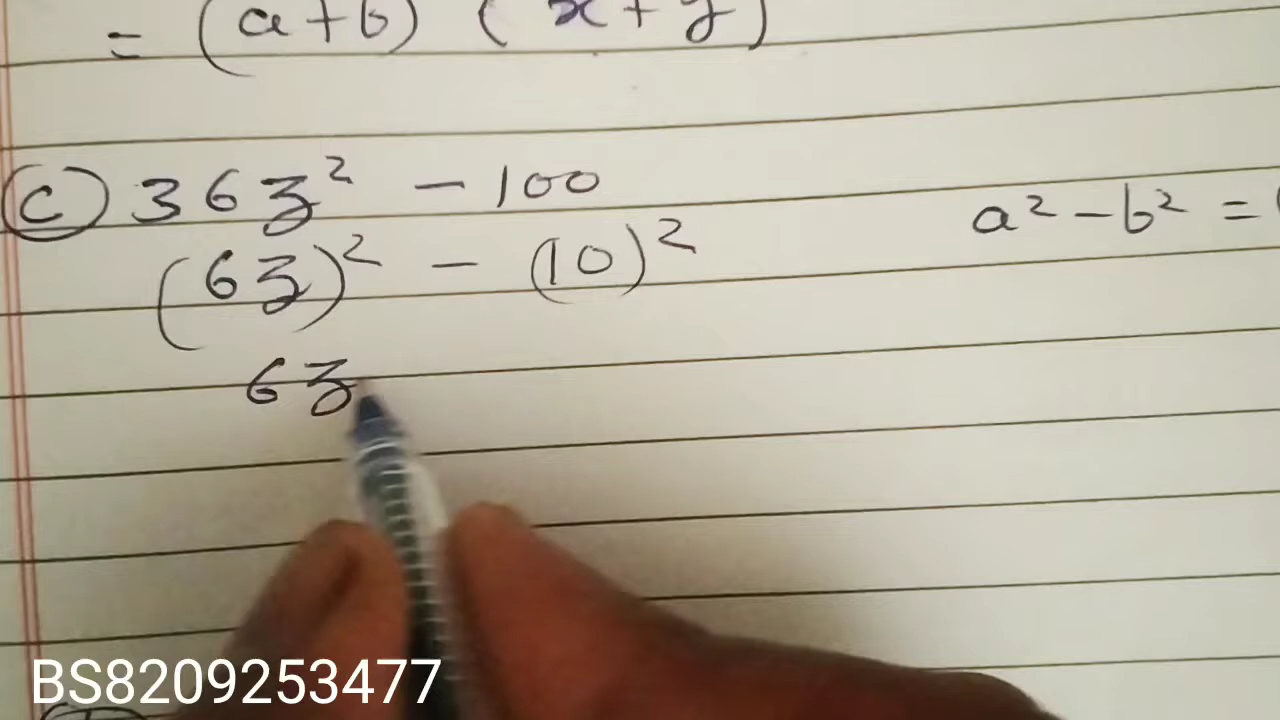 = (a+b) (x+y)
(c) 36z² - 100
a² - b² =
(6z)² - (10)²
6z
BS8209253477